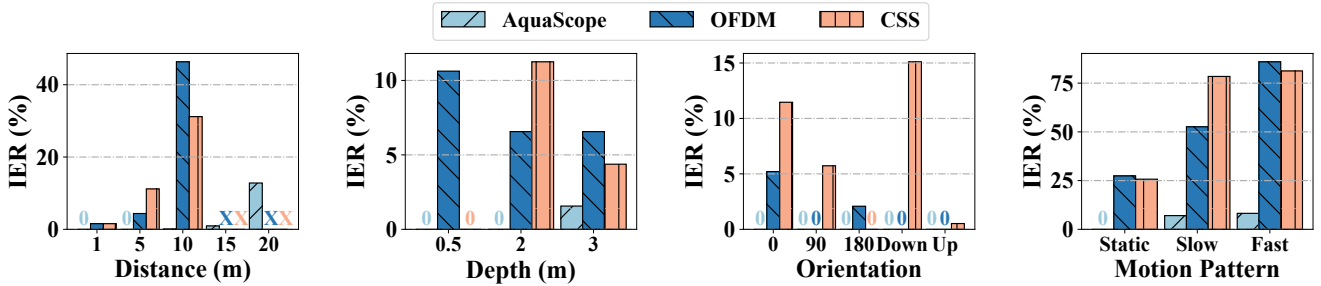 AquaScope OFDM CSS
IER (%)
40
20
0
0 0 X X X X
1 5 10 15 20
Distance (m)
IER (%)
10
5
0
0 0 0
0.5 2 3
Depth (m)
IER (%)
15
10
5
0
0 0 0 0 0 0 0 0 0
0 90 180 Down Up
Orientation
IER (%)
75
50
25
0
0
Static Slow Fast
Motion Pattern